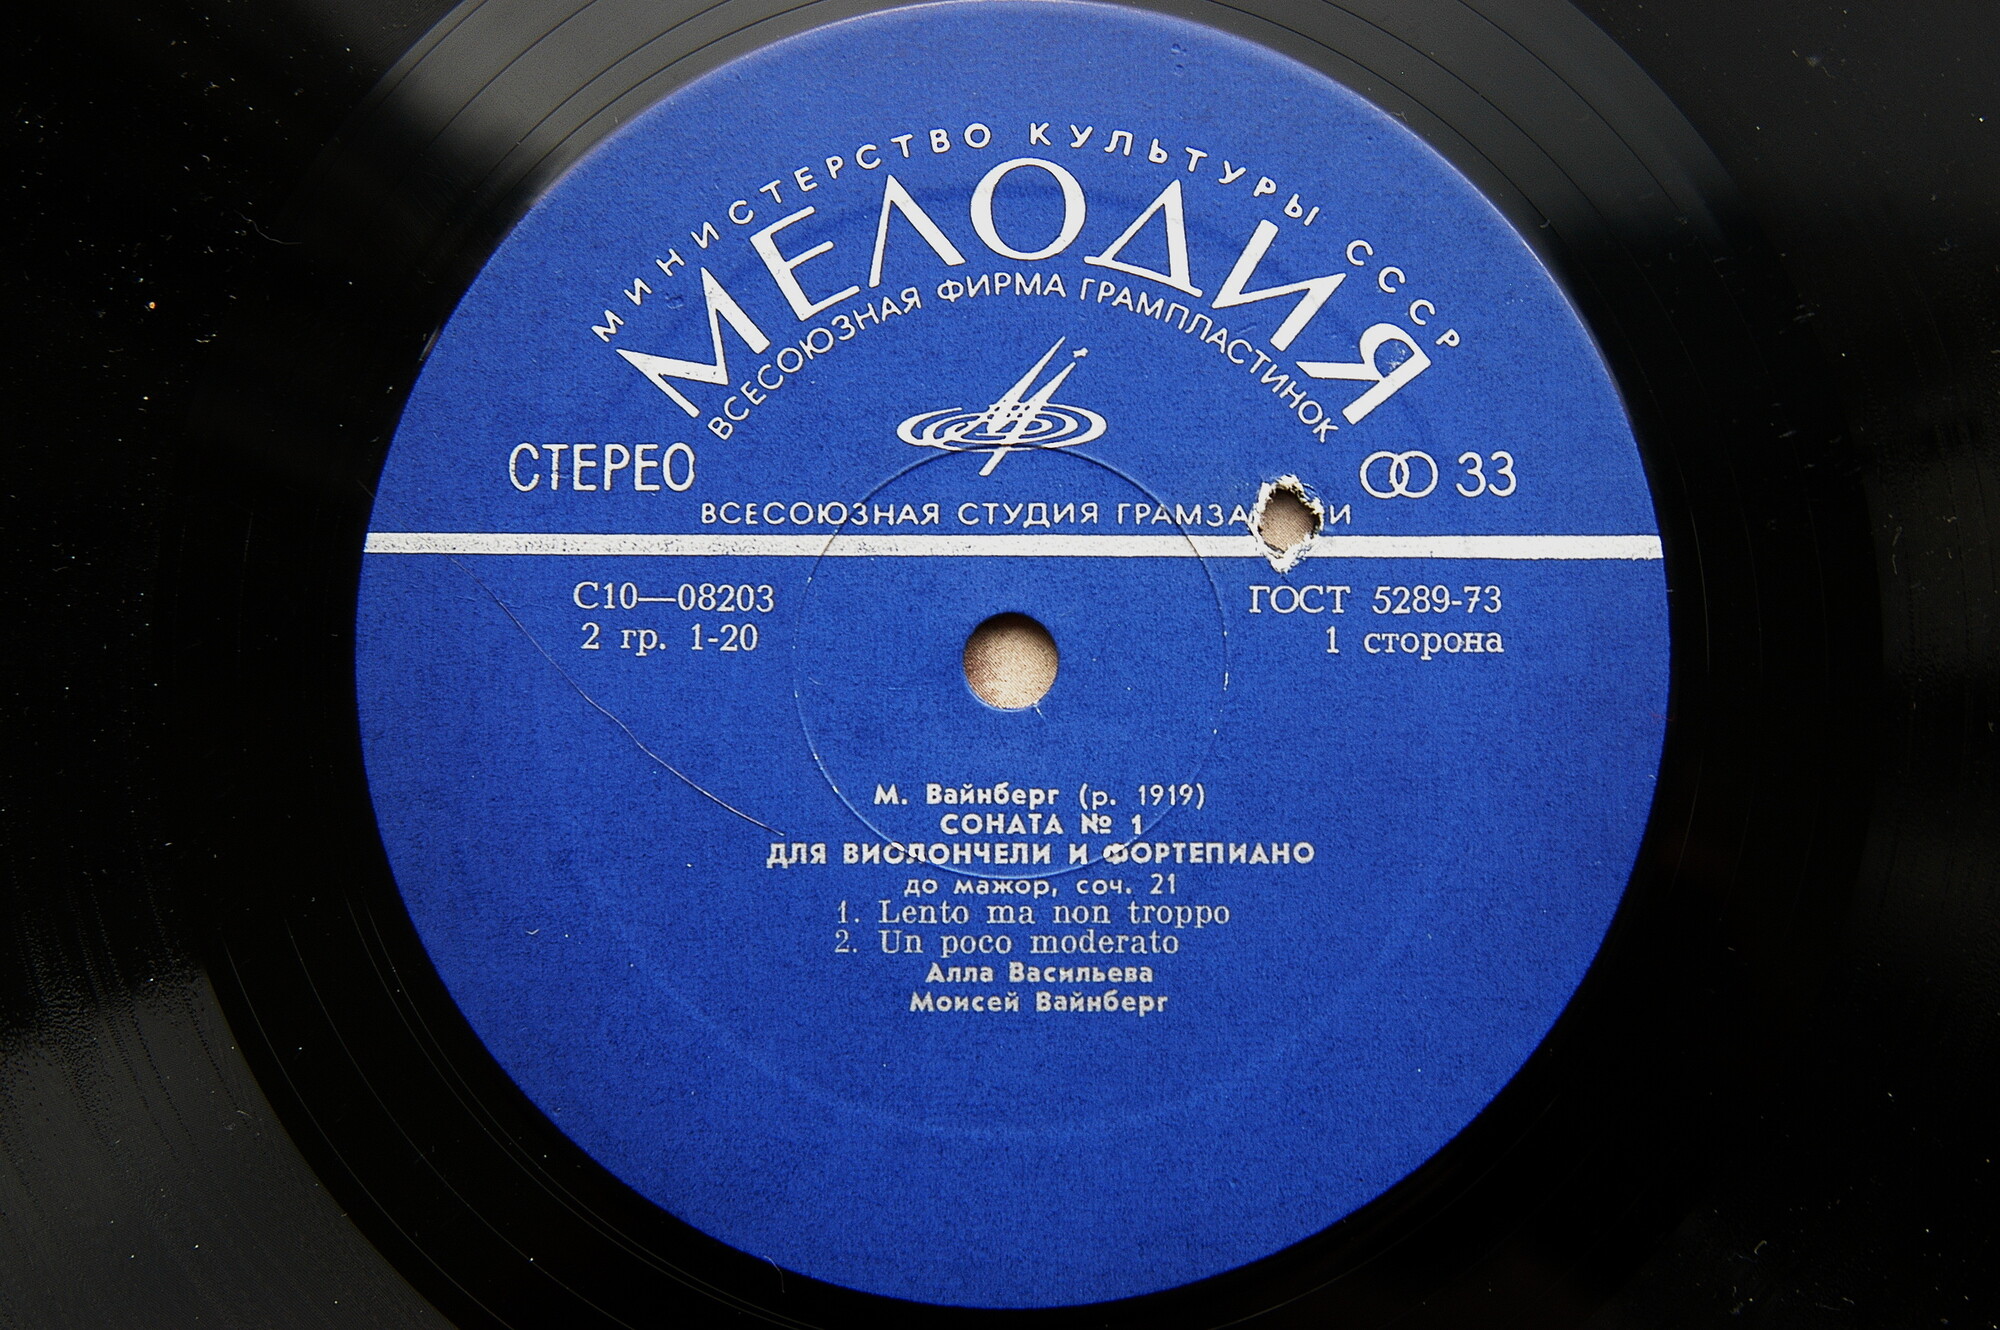 МИНИСТЕРСТВО КУЛЬТУРЫ СССР
МЕЛОДИЯ
ВСЕСОЮЗНАЯ ФИРМА ГРАМПЛАСТИНОК
СТЕРЕО
33
ВСЕСОЮЗНАЯ СТУДИЯ
С10—08203
ГОСТ 5289-73
2 гр. 1-20
1 сторона
М. Вайнберг (р. 1919)
СОНАТА № 1
ДЛЯ ВИОЛОНЧЕЛИ И ФОРТЕПИАНО
до мажор, соч. 21
1. Lento ma non troppo
2. Un poco moderato
Алла Васильева
Моисей Вайнберг